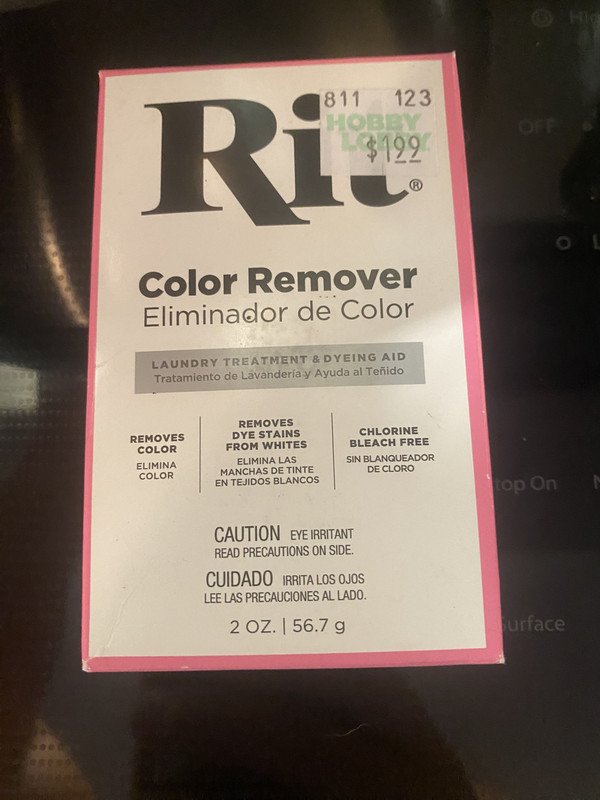 Rit®
811 123
HOBBY
LOBBY
$1.99
Color Remover
Eliminador de Color
LAUNDRY TREATMENT & DYEING AID
Tratamiento de Lavandería y Ayuda al Teñido
REMOVES
COLOR
ELIMINA
COLOR
REMOVES
DYE STAINS
FROM WHITES
ELIMINA LAS
MANCHAS DE TINTE
EN TEJIDOS BLANCOS
CHLORINE
BLEACH FREE
SIN BLANQUEADOR
DE CLORO
CAUTION EYE IRRITANT
READ PRECAUTIONS ON SIDE.
CUIDADO IRRITA LOS OJOS
LEE LAS PRECAUCIONES AL LADO.
2 OZ. | 56.7 g
OFF
top On
urface